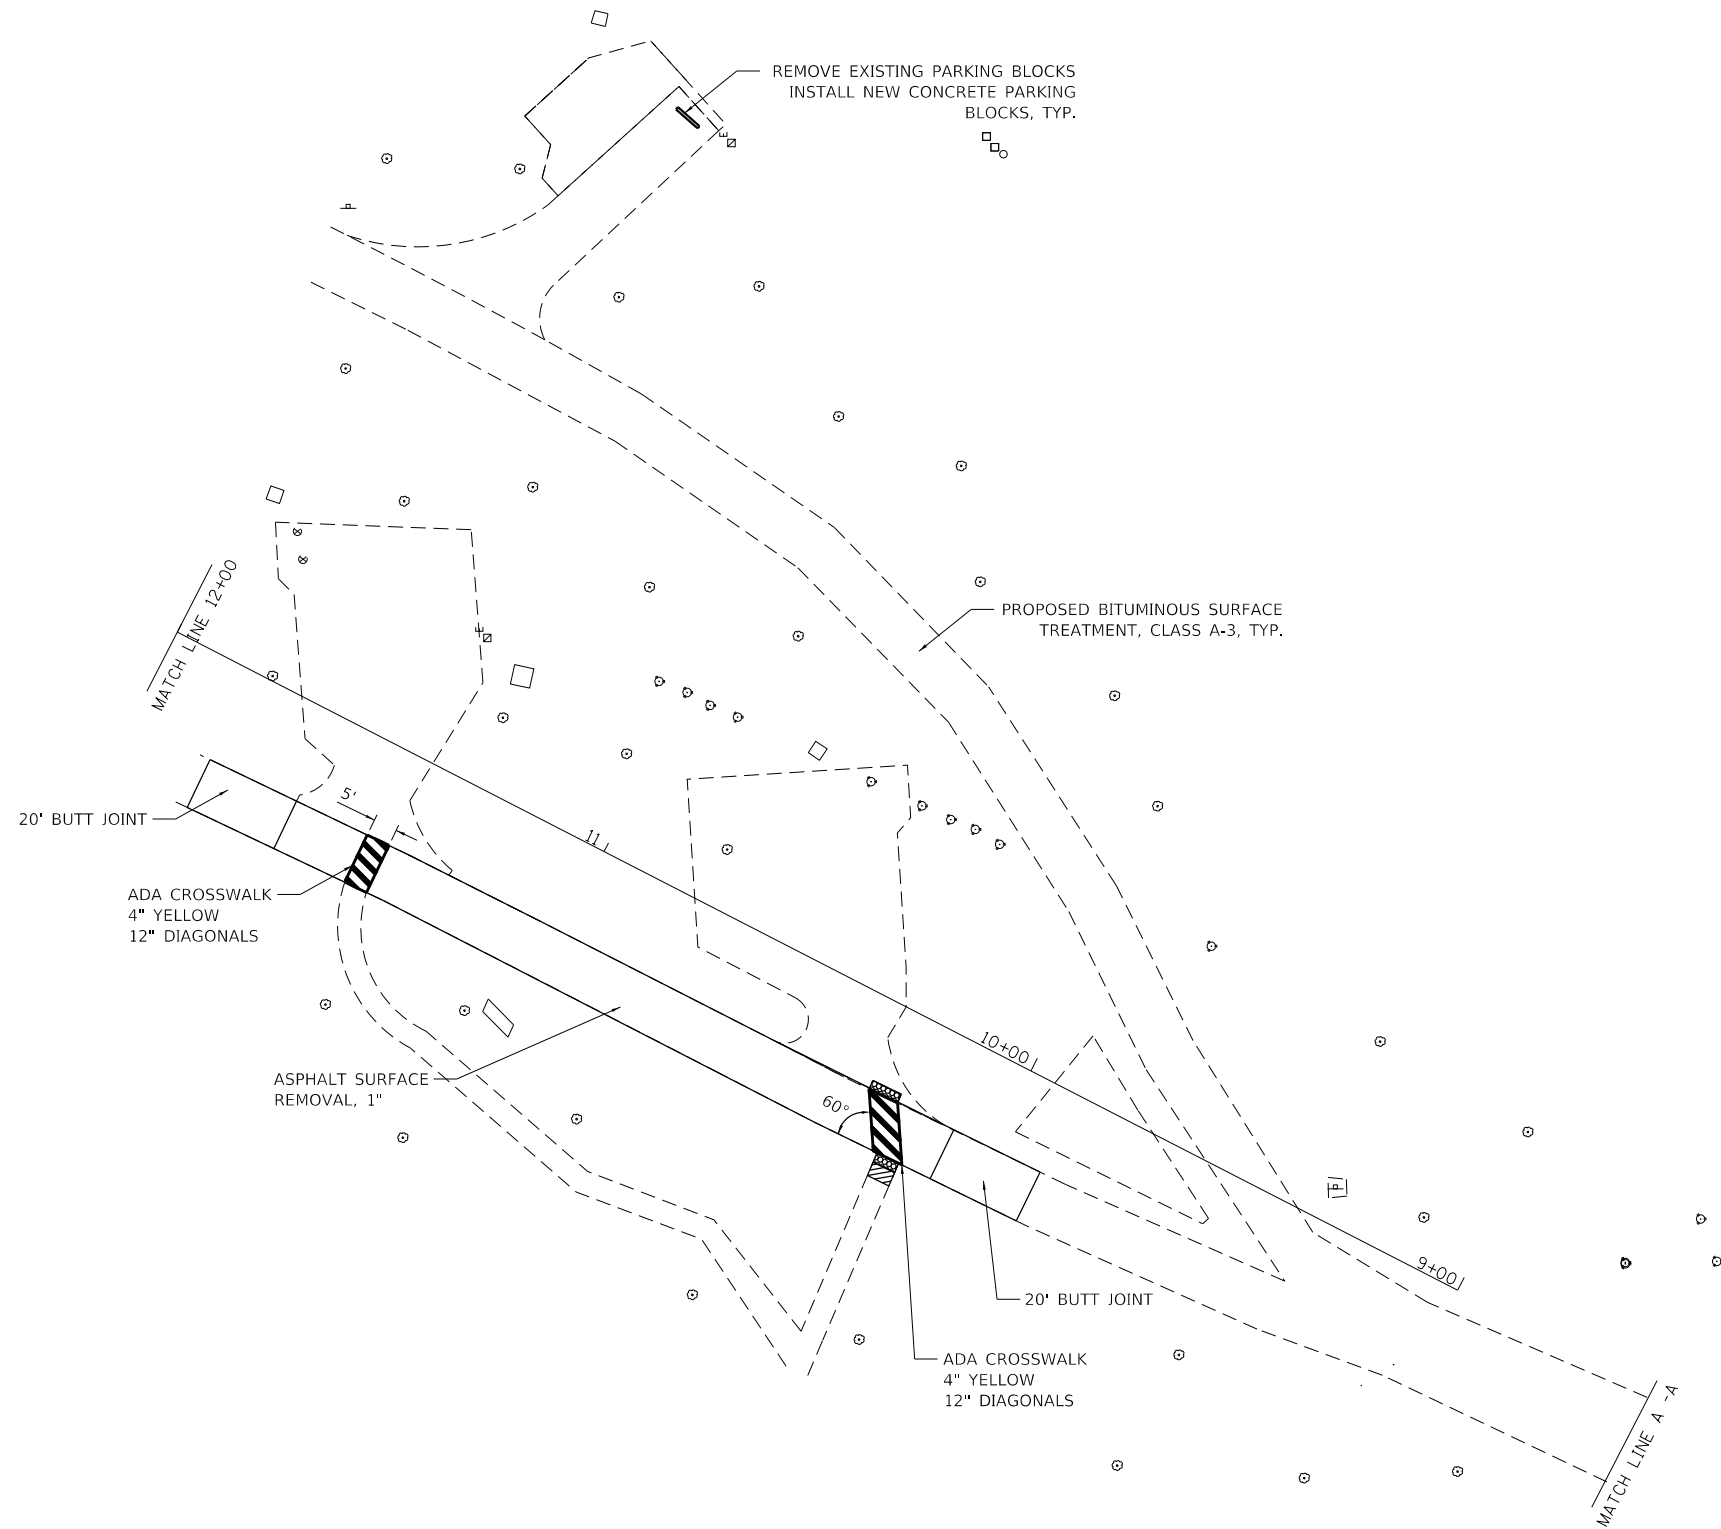 REMOVE EXISTING PARKING BLOCKS
INSTALL NEW CONCRETE PARKING
BLOCKS, TYP.
E
P
PROPOSED BITUMINOUS SURFACE
TREATMENT, CLASS A-3, TYP.
MATCH LINE 12+00
E
5'
20' BUTT JOINT
11
ADA CROSSWALK
4" YELLOW
12" DIAGONALS
10+00
ASPHALT SURFACE
REMOVAL, 1"
60°
P
9+00
20' BUTT JOINT
ADA CROSSWALK
4" YELLOW
12" DIAGONALS
MATCH LINE A -A